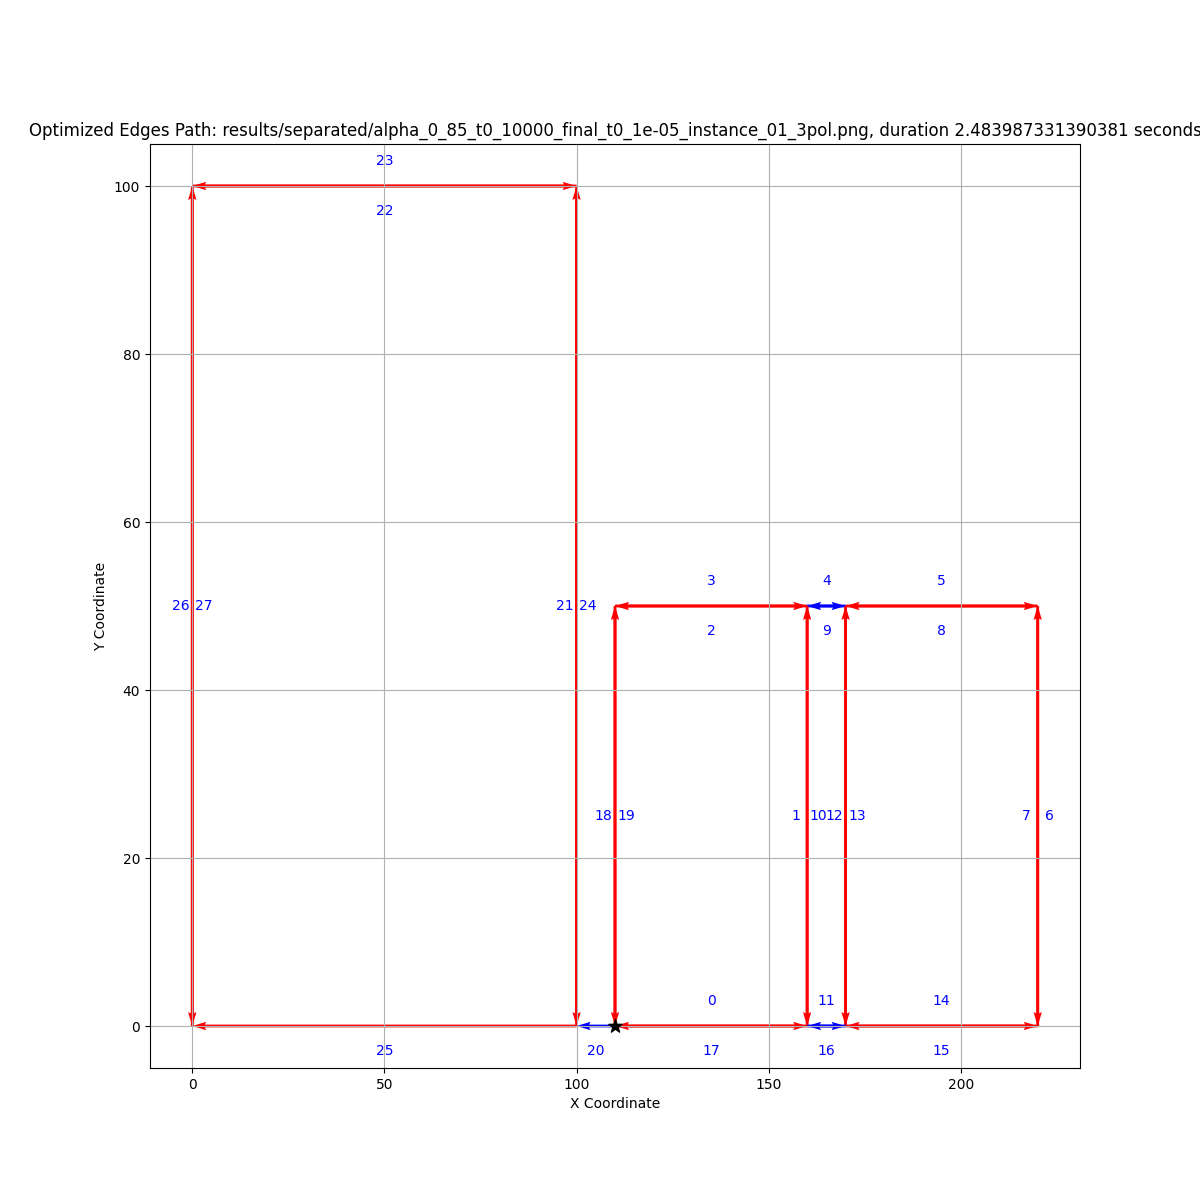 Optimized Edges Path: results/separated/alpha_0_85_t0_10000_final_t0_1e-05_instance_01_3pol.png, duration 2.483987331390381 seconds
23
100
22
80
60
3 4 5
26 27 21 24
2 9 8
Y Coordinate
40
18 19 1 10 12 13 7 6
20
0 11 14
0
25 20 17 16 15
0 50 100 150 200
X Coordinate